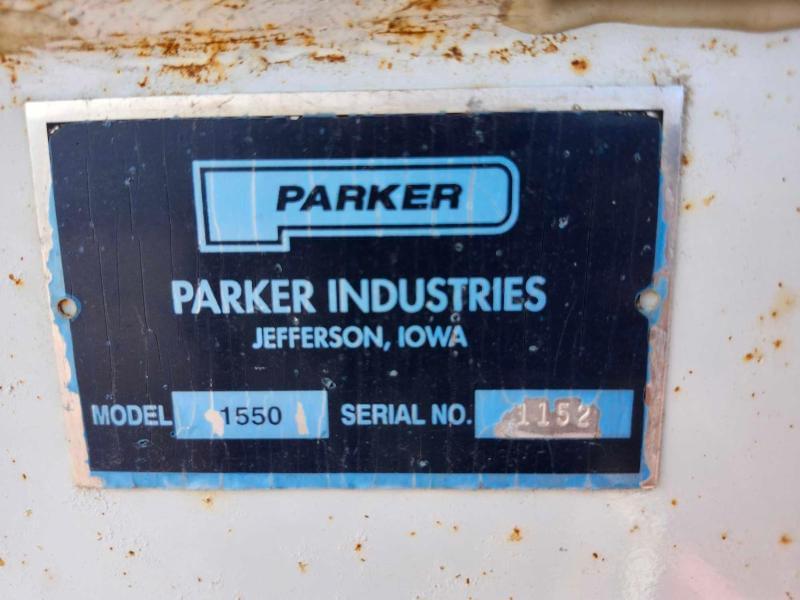 PARKER
PARKER INDUSTRIES
JEFFERSON, IOWA
MODEL 1550 SERIAL NO. 1152